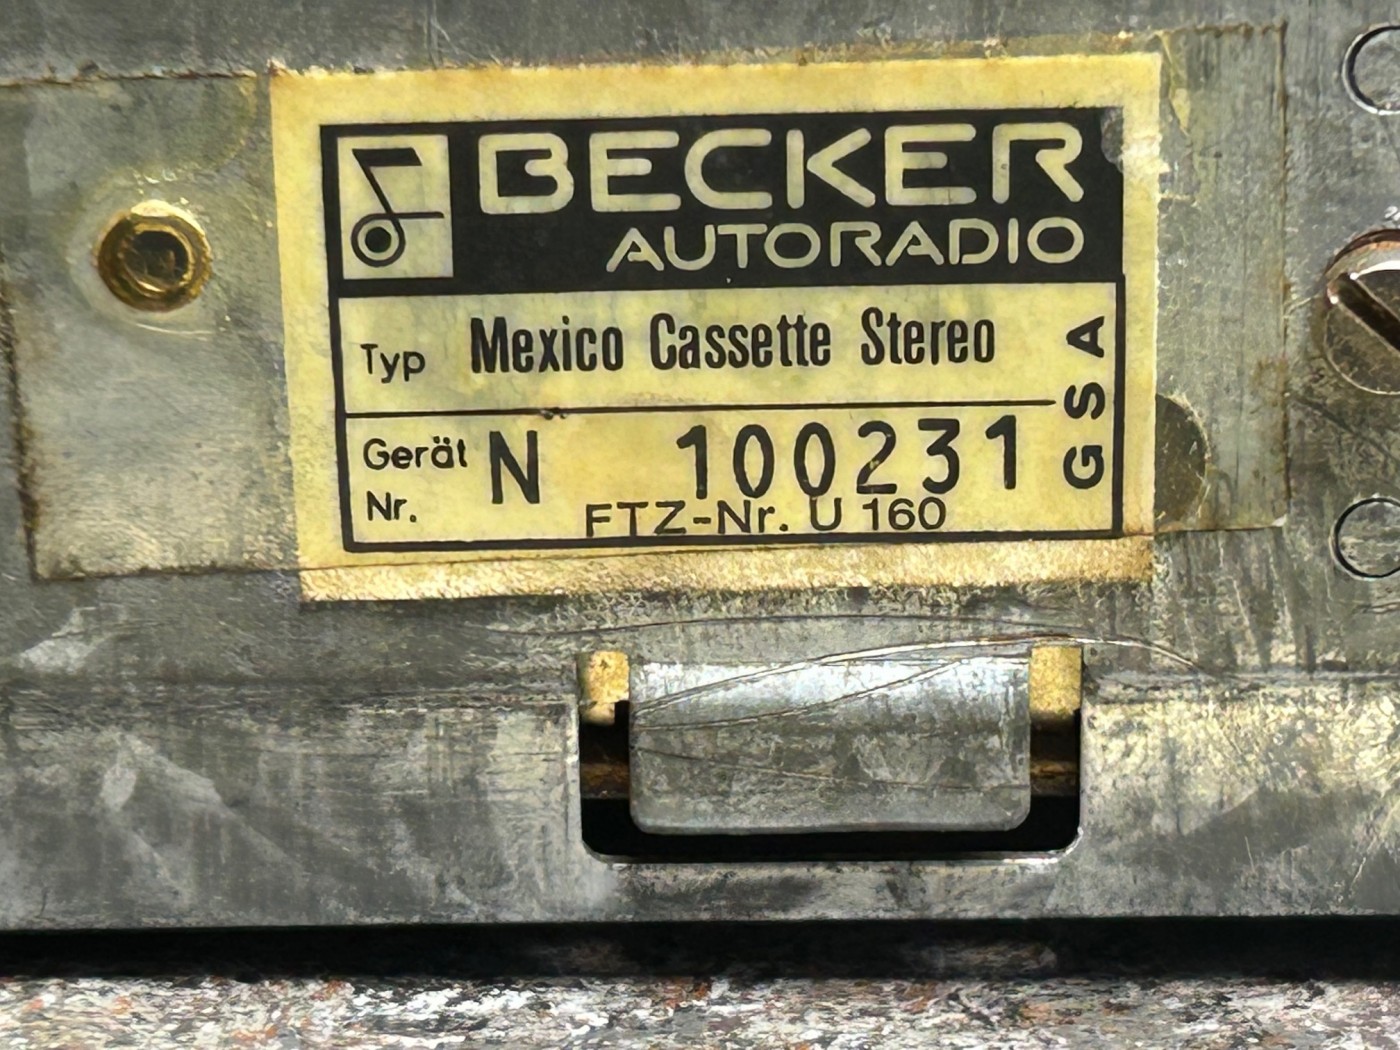 BECKER
AUTORADIO
Typ Mexico Cassette Stereo
Gerät Nr. N 100231
FTZ-Nr. U 160
GSA